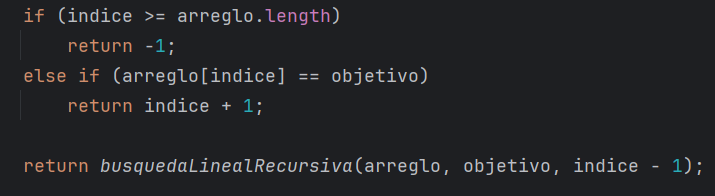 if (indice >= arreglo.length)
return -1;
else if (arreglo[indice] == objetivo)
return indice + 1;
return busquedaLinealRecursiva(arreglo, objetivo, indice - 1);